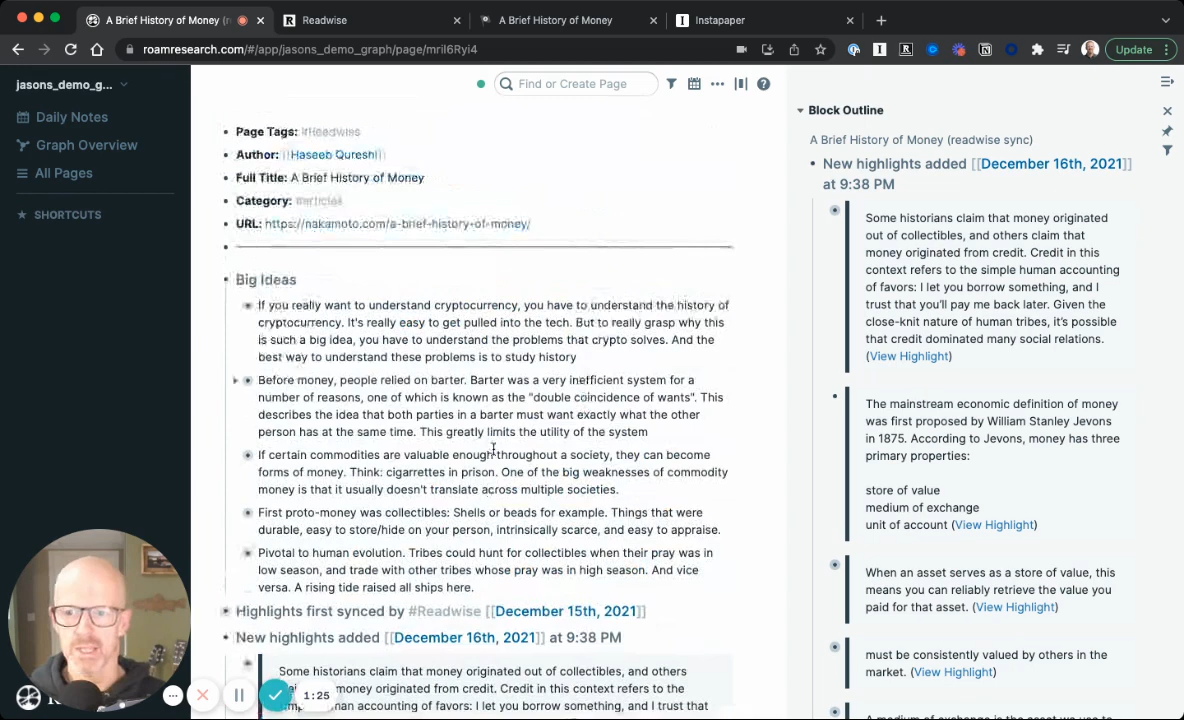 A Brief History of Money (r
Readwise
A Brief History of Money
Instapaper
roamresearch.com/#/app/jasons_demo_graph/page/mriI6Ryi4
Update
jasons_demo_g...
Daily Notes
Graph Overview
All Pages
SHORTCUTS
Find or Create Page
Page Tags: #Readwise
Author: [[Haseeb Qureshi]]
Full Title: A Brief History of Money
Category: #articles
URL: https://nakamoto.com/a-brief-history-of-money/
Big Ideas
If you really want to understand cryptocurrency, you have to understand the history of
cryptocurrency. It's really easy to get pulled into the tech. But to really grasp why this
is such a big idea, you have to understand the problems that crypto solves. And the
best way to understand these problems is to study history
Before money, people relied on barter. Barter was a very inefficient system for a
number of reasons, one of which is known as the "double coincidence of wants". This
describes the idea that both parties in a barter must want exactly what the other
person has at the same time. This greatly limits the utility of the system
If certain commodities are valuable enough throughout a society, they can become
forms of money. Think: cigarrettes in prison. One of the big weaknesses of commodity
money is that it usually doesn't translate across multiple societies.
First proto-money was collectibles: Shells or beads for example. Things that were
durable, easy to store/hide on your person, intrinsically scarce, and easy to appraise.
Pivotal to human evolution. Tribes could hunt for collectibles when their pray was in
low season, and trade with other tribes whose pray was in high season. And vice
versa. A rising tide raised all ships here.
Highlights first synced by #Readwise [[December 15th, 2021]]
New highlights added [[December 16th, 2021]] at 9:38 PM
Some historians claim that money originated out of collectibles, and others
money originated from credit. Credit in this context refers to the
man accounting of favors: I let you borrow something, and I trust that
1:25
Block Outline
A Brief History of Money (readwise sync)
New highlights added [[December 16th, 2021]]
at 9:38 PM
Some historians claim that money originated
out of collectibles, and others claim that
money originated from credit. Credit in this
context refers to the simple human accounting
of favors: I let you borrow something, and I
trust that you'll pay me back later. Given the
close-knit nature of human tribes, it's possible
that credit dominated many social relations.
(View Highlight)
The mainstream economic definition of money
was first proposed by William Stanley Jevons
in 1875. According to Jevons, money has three
primary properties:
store of value
medium of exchange
unit of account (View Highlight)
When an asset serves as a store of value, this
means you can reliably retrieve the value you
paid for that asset. (View Highlight)
must be consistently valued by others in the
market. (View Highlight)
A medium of exchange is the asset we use to